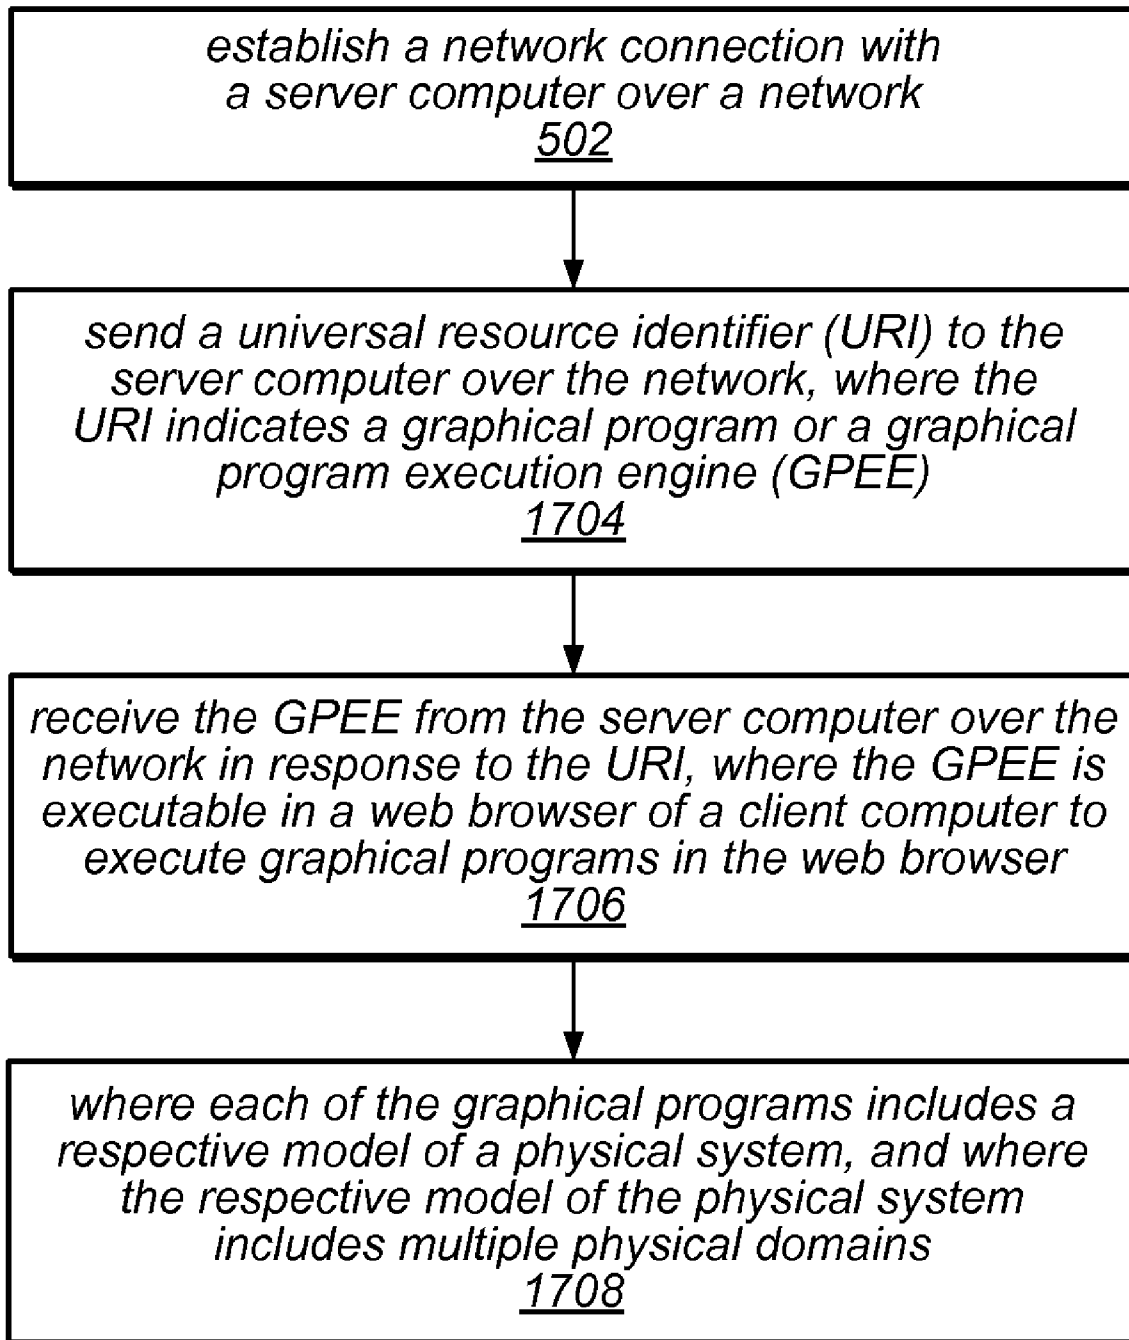 establish a network connection with
a server computer over a network
502
send a universal resource identifier (URI) to the
server computer over the network, where the
URI indicates a graphical program or a graphical
program execution engine (GPEE)
1704
receive the GPEE from the server computer over the
network in response to the URI, where the GPEE is
executable in a web browser of a client computer to
execute graphical programs in the web browser
1706
where each of the graphical programs includes a
respective model of a physical system, and where
the respective model of the physical system
includes multiple physical domains
1708